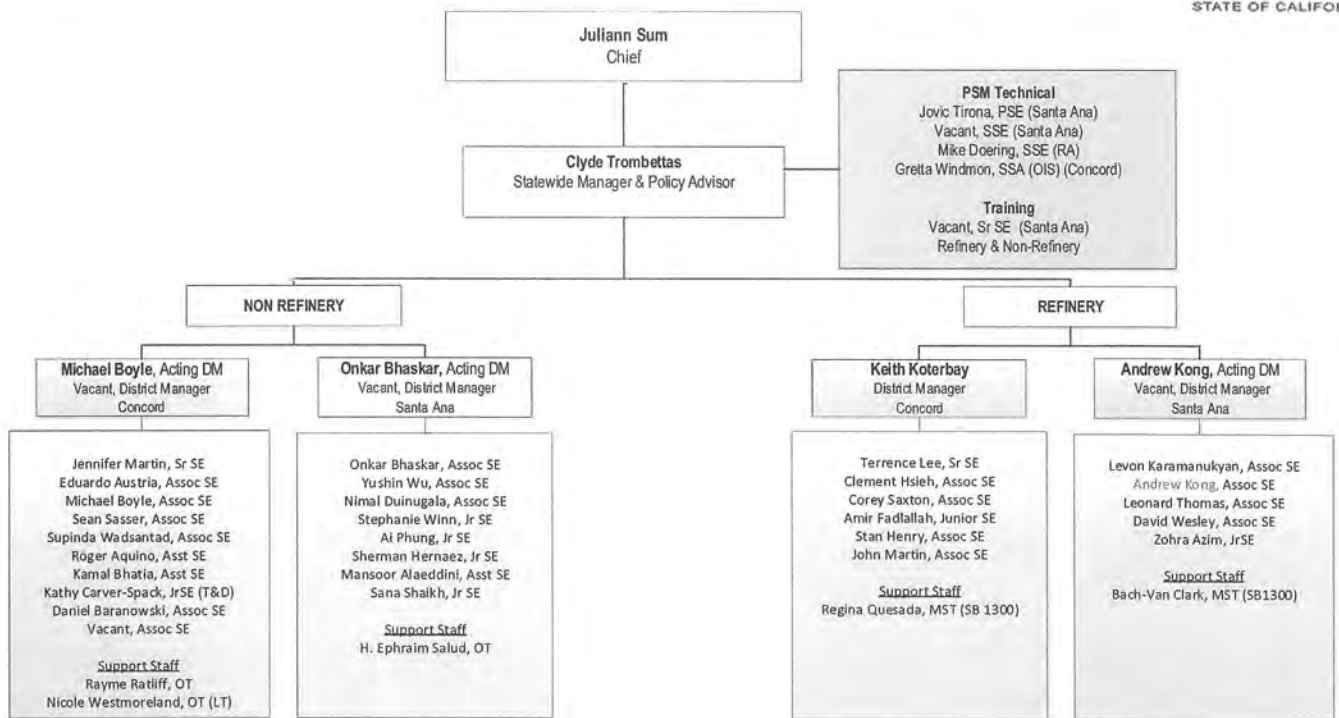 STATE OF CALIFOR
Juliann Sum
Chief
PSM Technical
Jovic Tirona, PSE (Santa Ana)
Vacant, SSE (Santa Ana)
Mike Doering, SSE (RA)
Gretta Windmon, SSA (OIS) (Concord)
Training
Vacant, Sr SE (Santa Ana)
Refinery & Non-Refinery
Clyde Trombettas
Statewide Manager & Policy Advisor
NON REFINERY
REFINERY
Michael Boyle, Acting DM
Vacant, District Manager
Concord
Jennifer Martin, Sr SE
Eduardo Austria, Assoc SE
Michael Boyle, Assoc SE
Sean Sasser, Assoc SE
Supinda Wadsantad, Assoc SE
Roger Aquino, Asst SE
Kamal Bhatia, Asst SE
Kathy Carver-Spack, JrSE (T&D)
Daniel Baranowski, Assoc SE
Vacant, Assoc SE
Support Staff
Rayme Ratliff, OT
Nicole Westmoreland, OT (LT)
Onkar Bhaskar, Acting DM
Vacant, District Manager
Santa Ana
Onkar Bhaskar, Assoc SE
Yushin Wu, Assoc SE
Nimal Duinugala, Assoc SE
Stephanie Winn, Jr SE
Ai Phung, Jr SE
Sherman Hernaez, Jr SE
Mansoor Alaeddini, Asst SE
Sana Shaikh, Jr SE
Support Staff
H. Ephraim Salud, OT
Keith Koterbay
District Manager
Concord
Terrence Lee, Sr SE
Clement Hsieh, Assoc SE
Corey Saxton, Assoc SE
Amir Fadlallah, Junior SE
Stan Henry, Assoc SE
John Martin, Assoc SE
Support Staff
Regina Quesada, MST (SB 1300)
Andrew Kong, Acting DM
Vacant, District Manager
Santa Ana
Levon Karamanukyan, Assoc SE
Andrew Kong, Assoc SE
Leonard Thomas, Assoc SE
David Wesley, Assoc SE
Zohra Azim, JrSE
Support Staff
Bach-Van Clark, MST (SB1300)